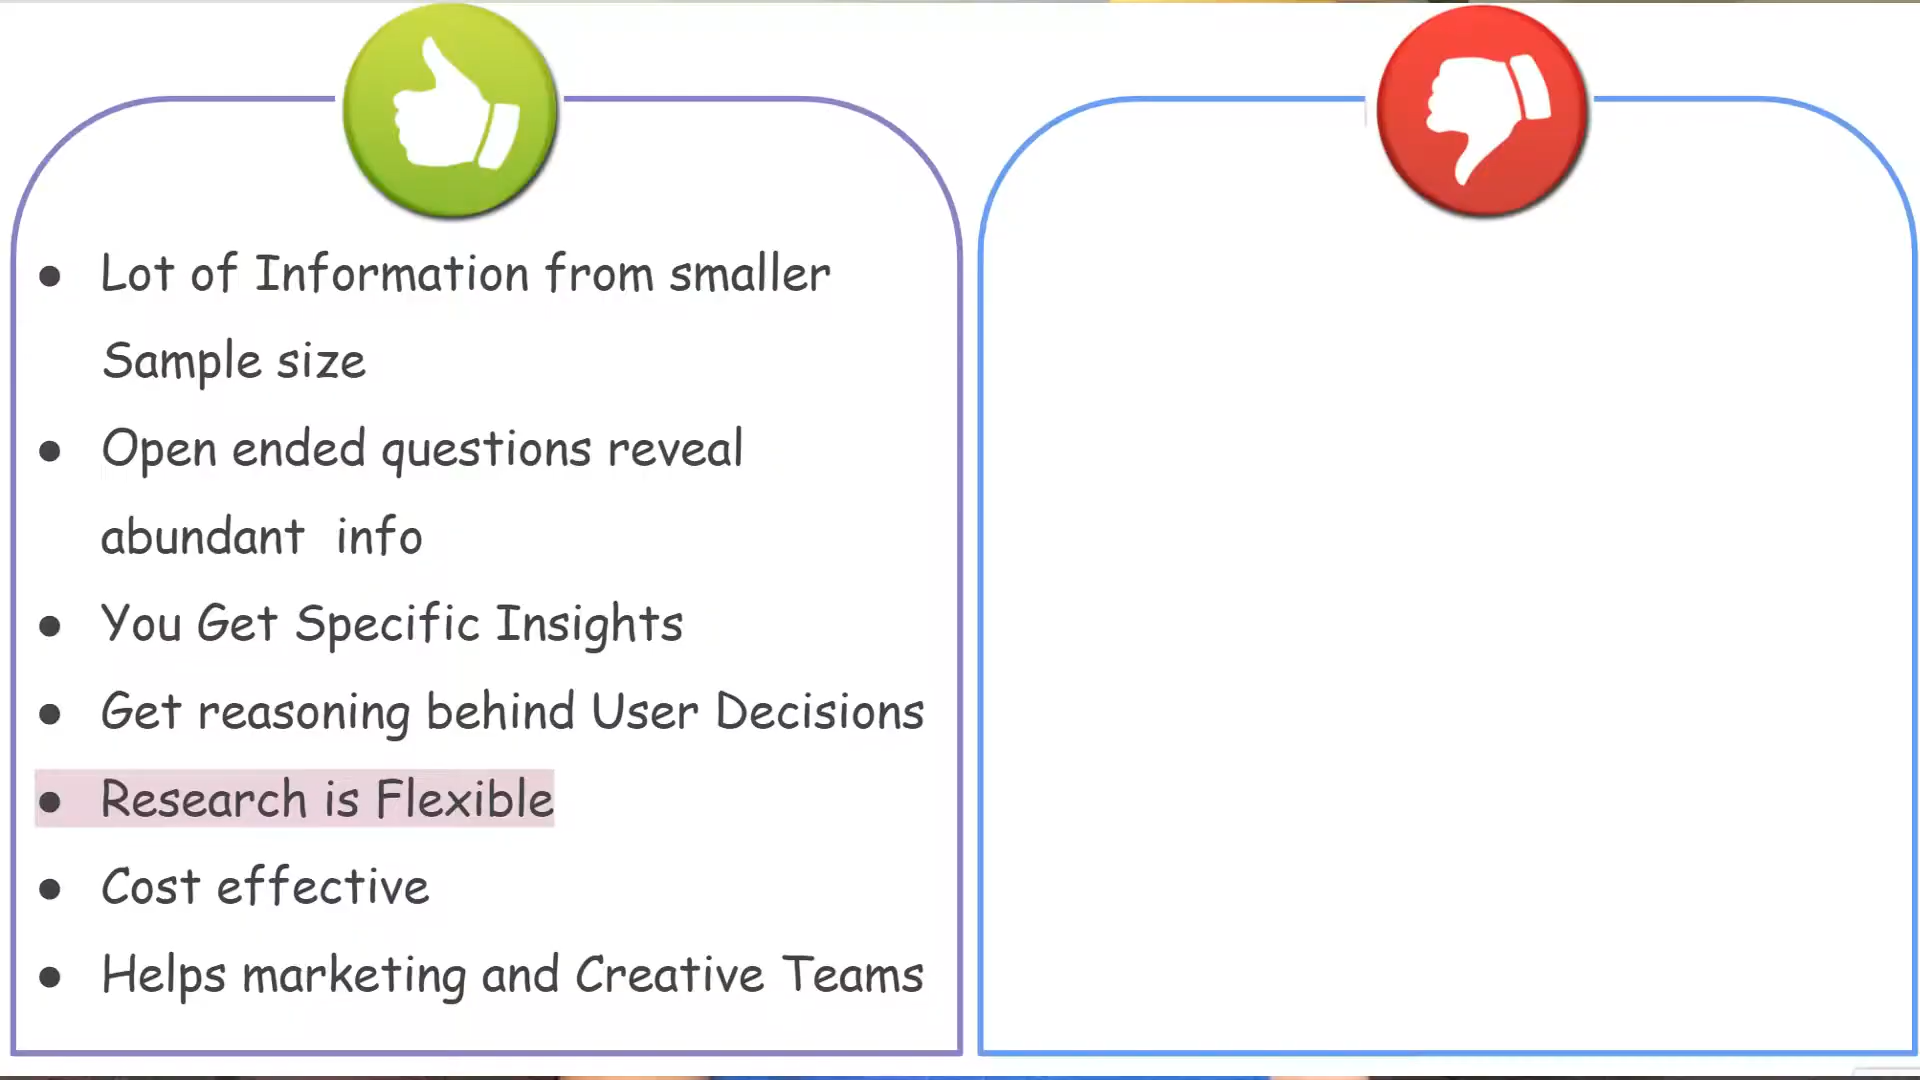 ● Lot of Information from smaller
Sample size
● Open ended questions reveal
abundant info
● You Get Specific Insights
● Get reasoning behind User Decisions
● Research is Flexible
● Cost effective
● Helps marketing and Creative Teams